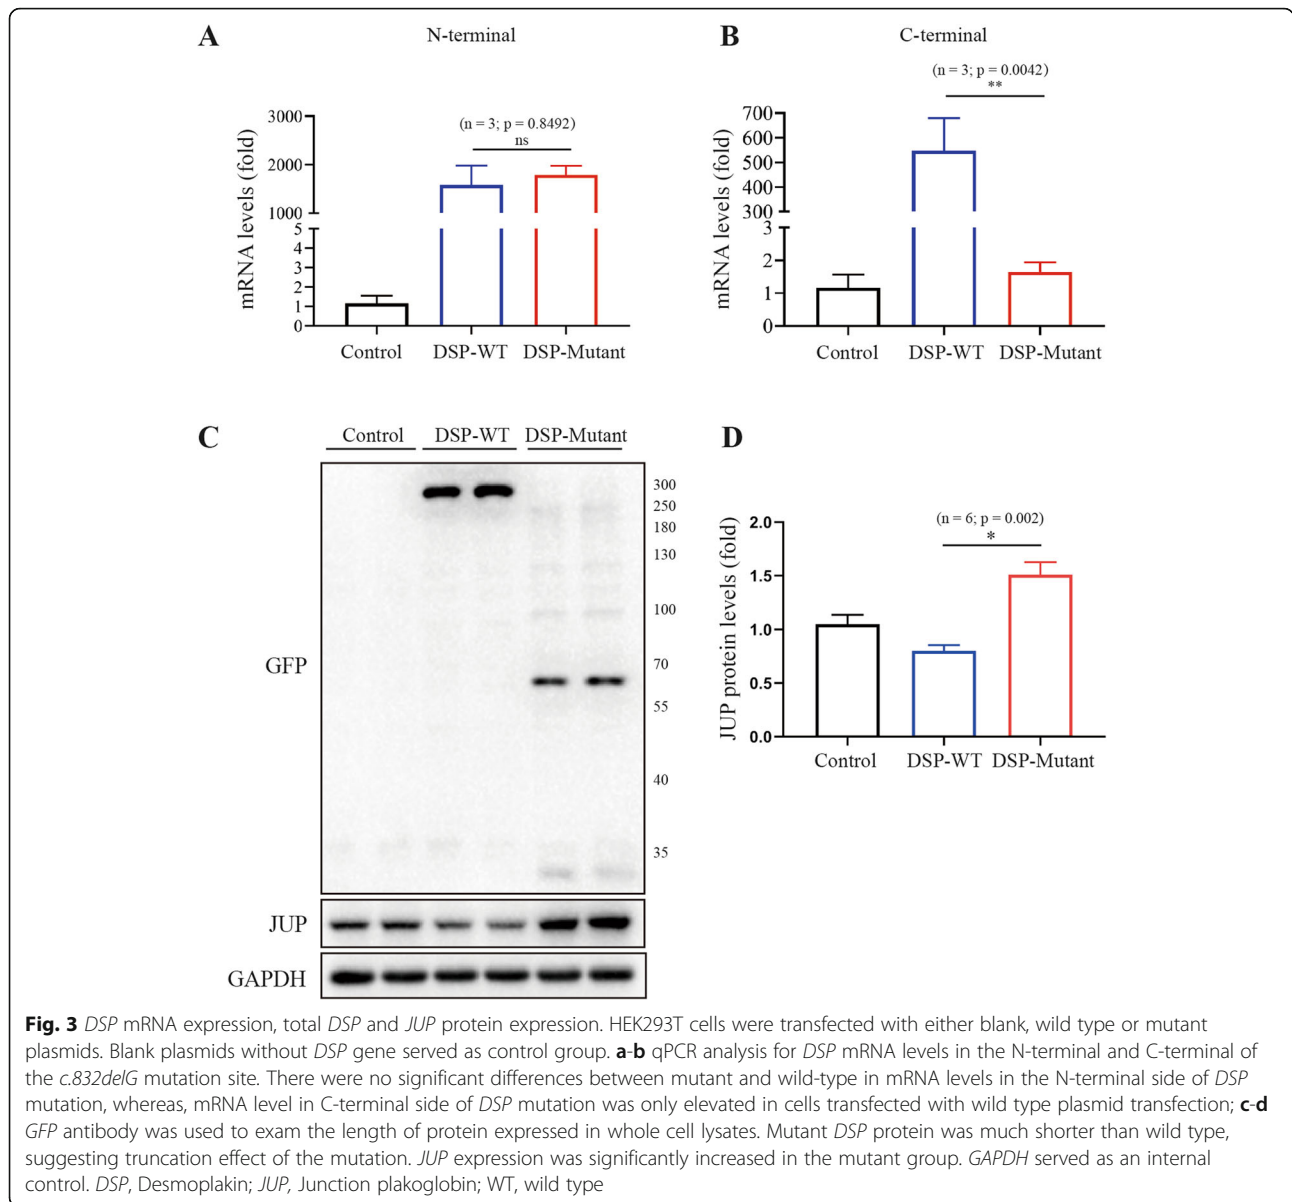 A
N-terminal
(n = 3; p = 0.8492)
ns
mRNA levels (fold)
3000
2000
1000
5
4
3
2
1
0
Control
DSP-WT
DSP-Mutant
B
C-terminal
(n = 3; p = 0.0042)
**
mRNA levels (fold)
700
600
500
400
300
3
2
1
0
Control
DSP-WT
DSP-Mutant
C
Control
DSP-WT
DSP-Mutant
300
250
180
130
100
70
55
40
35
GFP
JUP
GAPDH
D
(n = 6; p = 0.002)
*
JUP protein levels (fold)
2.0
1.5
1.0
0.5
0.0
Control
DSP-WT
DSP-Mutant
Fig. 3 DSP mRNA expression, total DSP and JUP protein expression. HEK293T cells were transfected with either blank, wild type or mutant
plasmids. Blank plasmids without DSP gene served as control group. a-b qPCR analysis for DSP mRNA levels in the N-terminal and C-terminal of
the c.832delG mutation site. There were no significant differences between mutant and wild-type in mRNA levels in the N-terminal side of DSP
mutation, whereas, mRNA level in C-terminal side of DSP mutation was only elevated in cells transfected with wild type plasmid transfection; c-d
GFP antibody was used to exam the length of protein expressed in whole cell lysates. Mutant DSP protein was much shorter than wild type,
suggesting truncation effect of the mutation. JUP expression was significantly increased in the mutant group. GAPDH served as an internal
control. DSP, Desmoplakin; JUP, Junction plakoglobin; WT, wild type